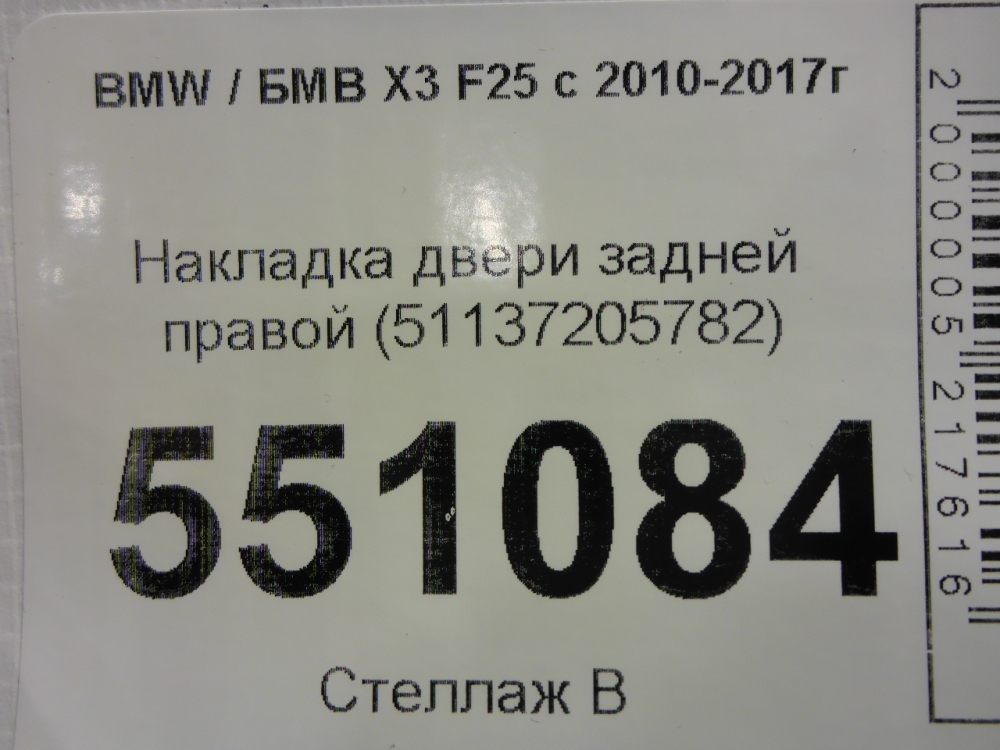 BMW / БМВ X3 F25 с 2010-2017г
Накладка двери задней
правой (51137205782)
551084
Стеллаж В
2000005217616